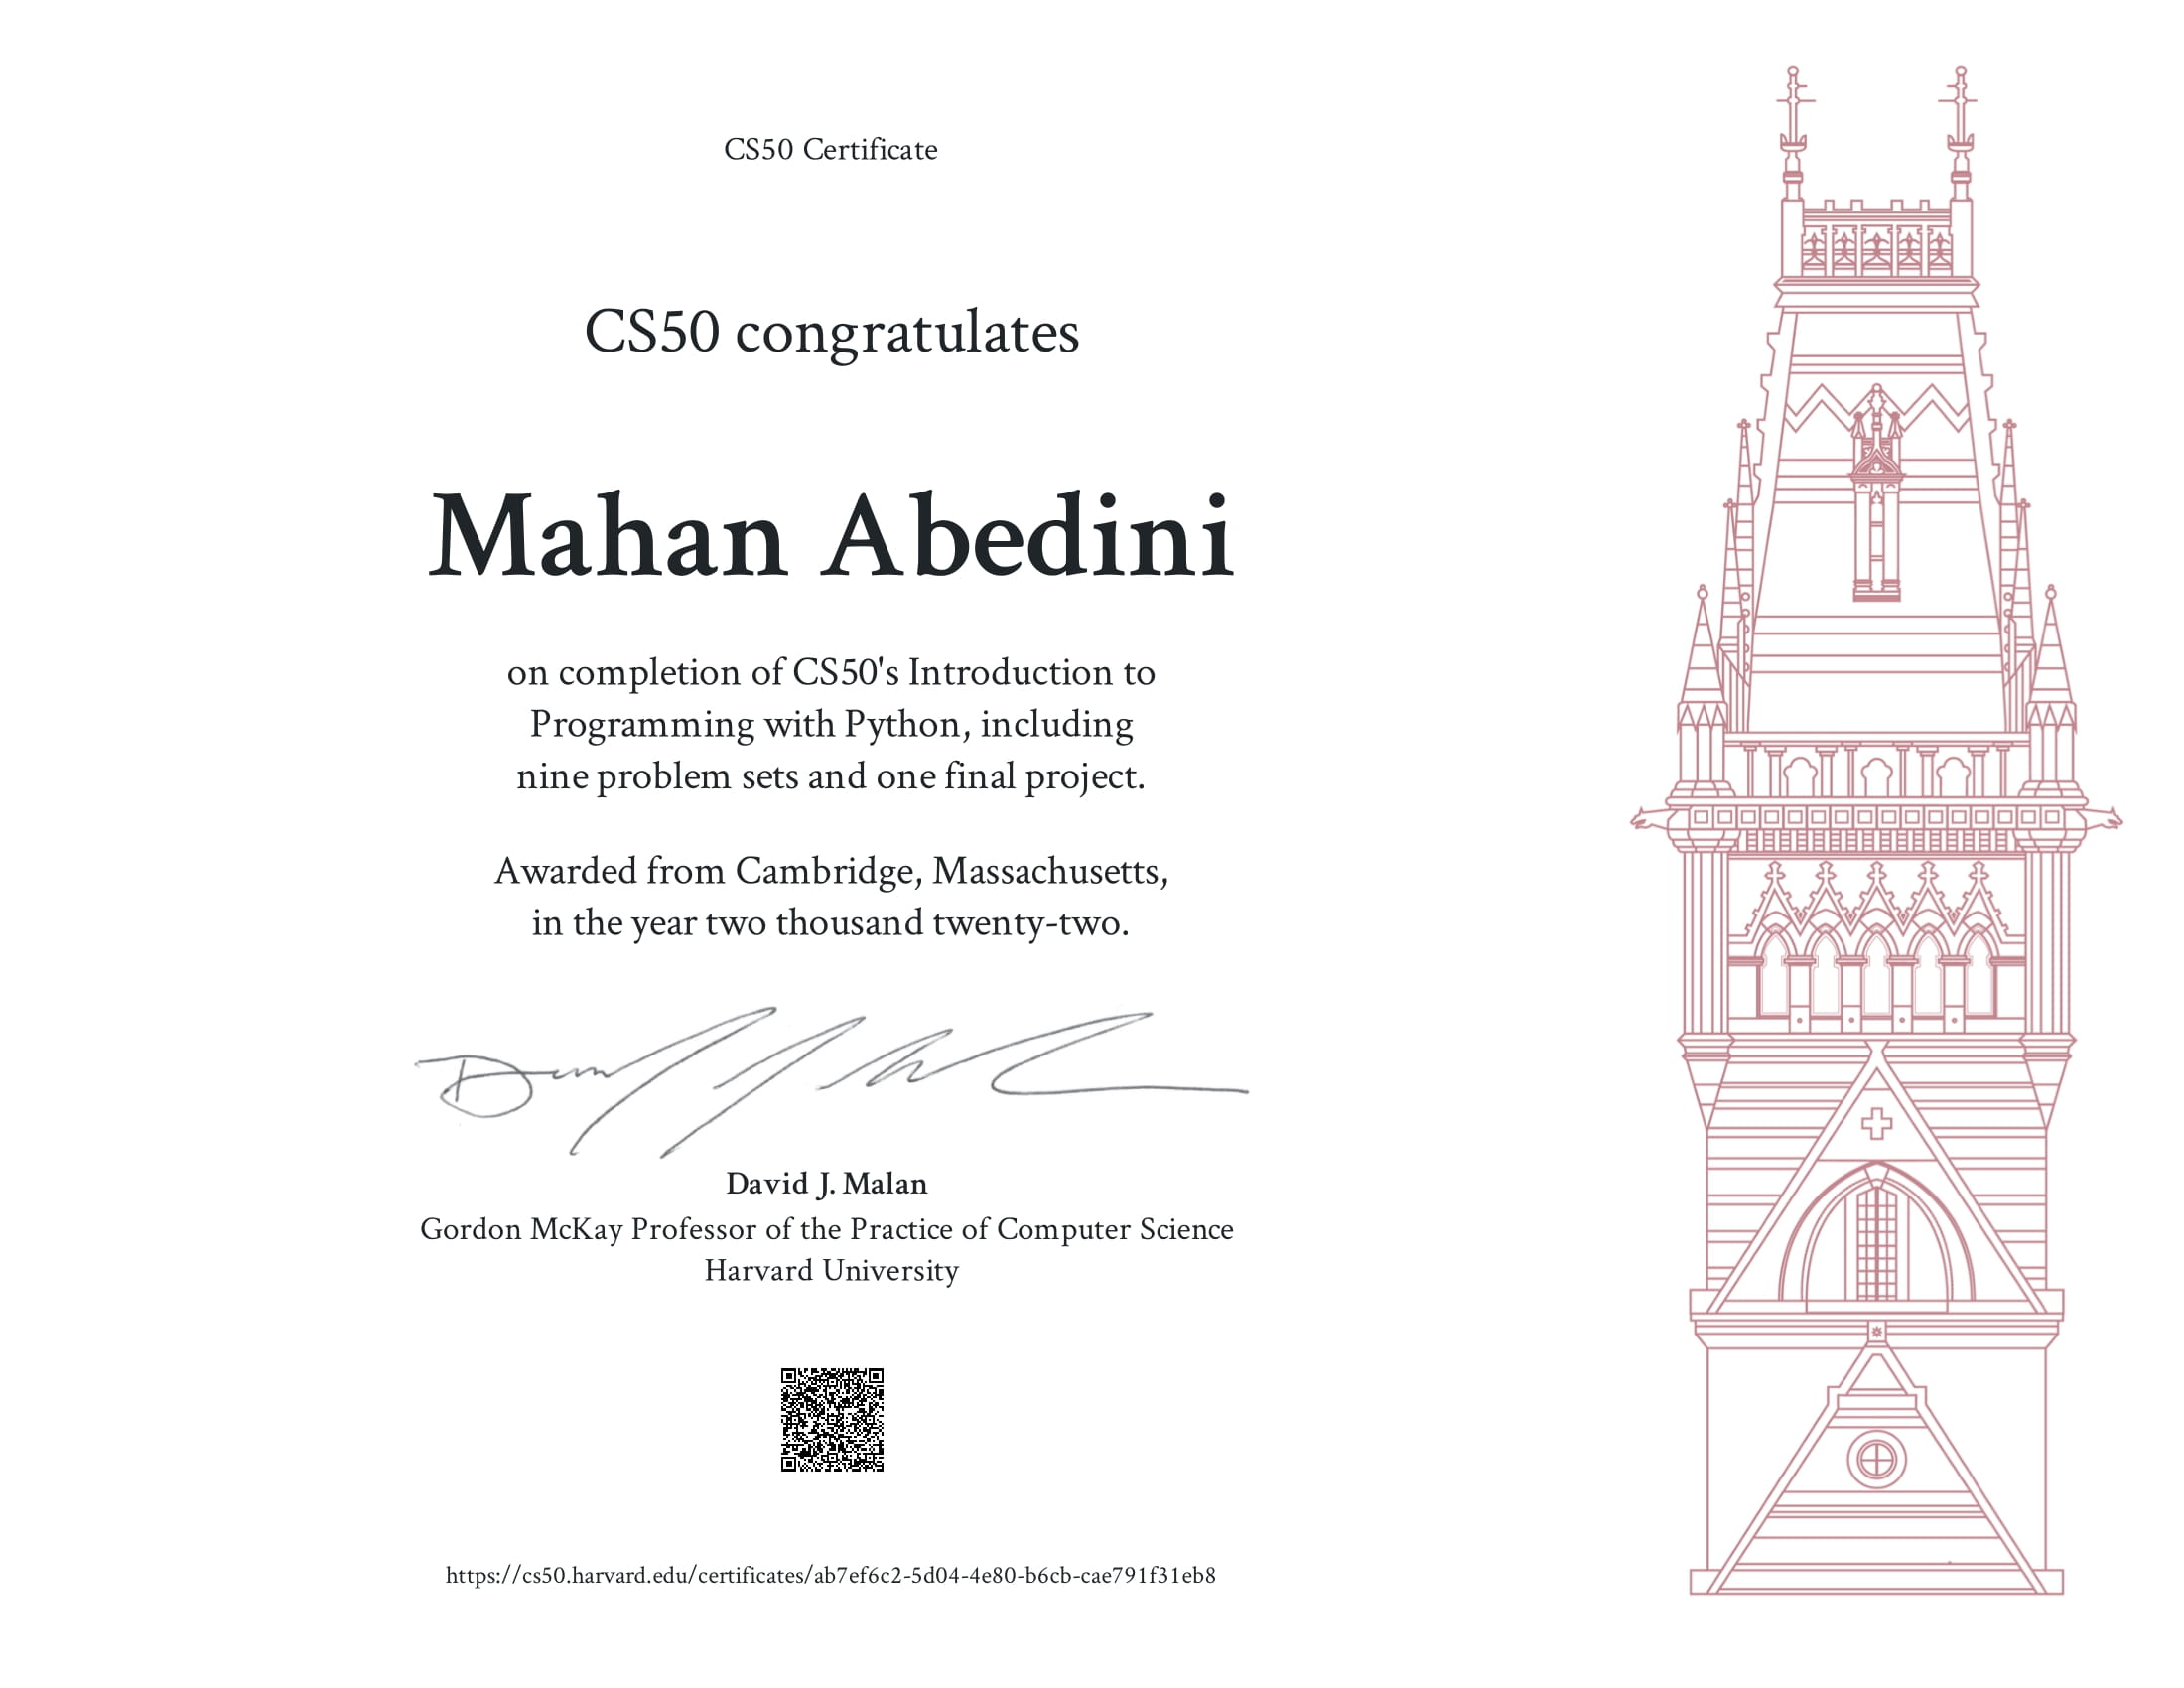 CS50 Certificate
CS50 congratulates
Mahan Abedini
on completion of CS50's Introduction to
Programming with Python, including
nine problem sets and one final project.
Awarded from Cambridge, Massachusetts,
in the year two thousand twenty-two.
David J. Malan
Gordon McKay Professor of the Practice of Computer Science
Harvard University
https://cs50.harvard.edu/certificates/ab7ef6c2-5d04-4e80-b6cb-cae791f31eb8